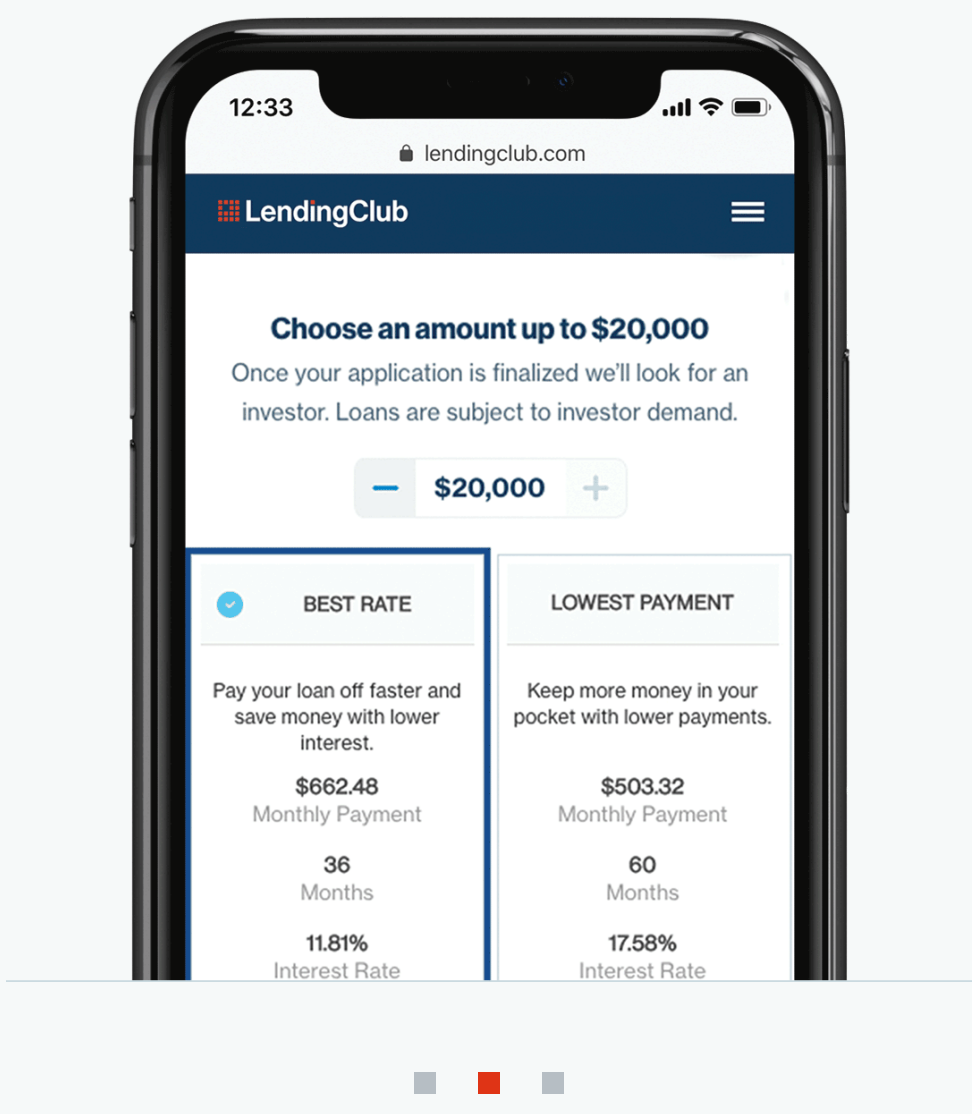 12:33
lendingclub.com
LendingClub
Choose an amount up to $20,000
Once your application is finalized we'll look for an
investor. Loans are subject to investor demand.
$20,000
BEST RATE
Pay your loan off faster and
save money with lower
interest.
$662.48
Monthly Payment
36
Months
11.81%
Interest Rate
LOWEST PAYMENT
Keep more money in your
pocket with lower payments.
$503.32
Monthly Payment
60
Months
17.58%
Interest Rate